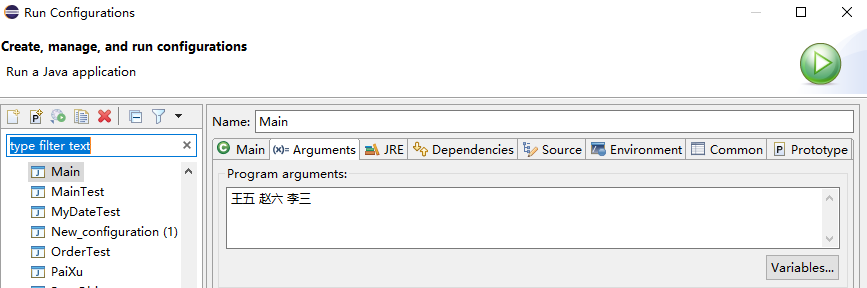 Run Configurations
Create, manage, and run configurations
Run a Java application
type filter text
Main
MainTest
MyDateTest
New_configuration (1)
OrderTest
PaiXu
Name: Main
Main (x)= Arguments JRE Dependencies Source Environment Common Prototype
Program arguments:
王五 赵六 李三
Variables...